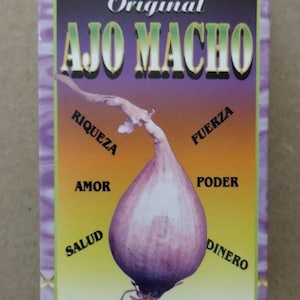 Original
AJO MACHO
RIQUEZA
FUERZA
AMOR
PODER
SALUD
DINERO